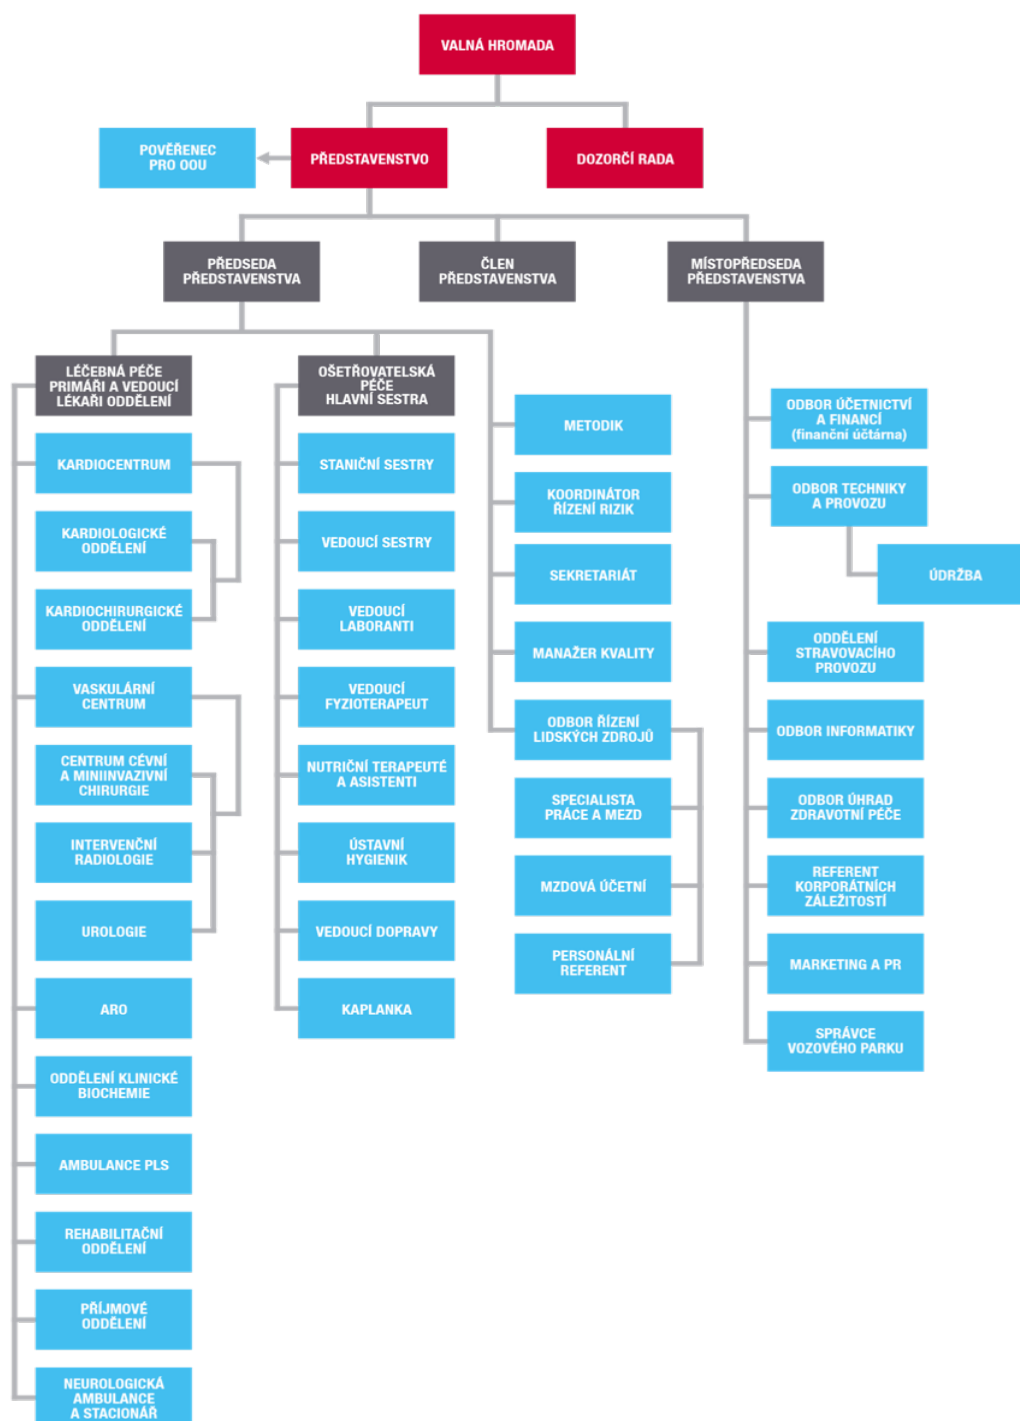 VALNÁ HROMADA
POVĚŘENEC
PRO OOU
PŘEDSTAVENSTVO
DOZORČÍ RADA
PŘEDSEDA
PŘEDSTAVENSTVA
ČLEN
PŘEDSTAVENSTVA
MÍSTOPŘEDSEDA
PŘEDSTAVENSTVA
LÉČEBNÁ PÉČE
PRIMÁŘI A VEDOUCÍ
LÉKAŘI ODDĚLENÍ
KARDIOCENTRUM
KARDIOLOGICKÉ
ODDĚLENÍ
KARDIOCHIRURGICKÉ
ODDĚLENÍ
VASKULÁRNÍ
CENTRUM
CENTRUM CÉVNÍ
A MINIINVAZIVNÍ
CHIRURGIE
INTERVENČNÍ
RADIOLOGIE
UROLOGIE
ARO
ODDĚLENÍ KLINICKÉ
BIOCHEMIE
AMBULANCE PLS
REHABILITAČNÍ
ODDĚLENÍ
PŘÍJMOVÉ
ODDĚLENÍ
NEUROLOGICKÁ
AMBULANCE
A STACIONÁŘ
OŠETŘOVATELSKÁ
PÉČE
HLAVNÍ SESTRA
STANIČNÍ SESTRY
VEDOUCÍ SESTRY
VEDOUCÍ
LABORANTI
VEDOUCÍ
FYZIOTERAPEUT
NUTRIČNÍ TERAPEUTÉ
A ASISTENTI
ÚSTAVNÍ
HYGIENIK
VEDOUCÍ DOPRAVY
KAPLANKA
METODIK
KOORDINÁTOR
ŘÍZENÍ RIZIK
SEKRETARIÁT
MANAŽER KVALITY
ODBOR ŘÍZENÍ
LIDSKÝCH ZDROJŮ
SPECIALISTA
PRÁCE A MEZD
MZDOVÁ ÚČETNÍ
PERSONÁLNÍ
REFERENT
ODBOR ÚČETNICTVÍ
A FINANCÍ
(finanční účtárna)
ODBOR TECHNIKY
A PROVOZU
ÚDRŽBA
ODDĚLENÍ
STRAVOVACÍHO
PROVOZU
ODBOR INFORMATIKY
ODBOR ÚHRAD
ZDRAVOTNÍ PÉČE
REFERENT
KORPORÁTNÍCH
ZÁLEŽITOSTÍ
MARKETING A PR
SPRÁVCE
VOZOVÉHO PARKU